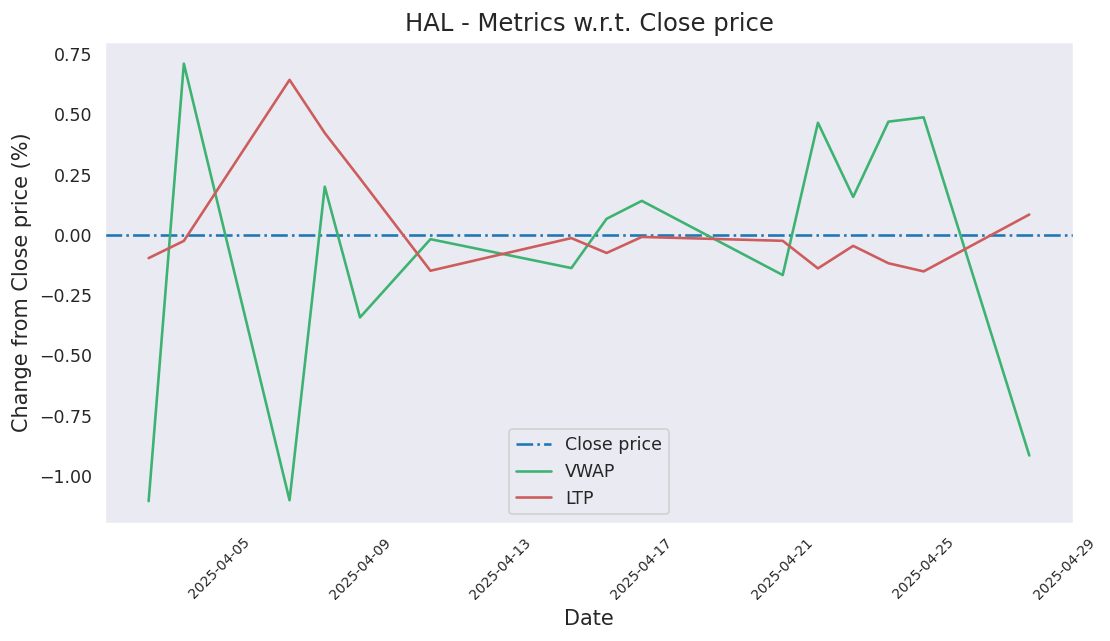 HAL - Metrics w.r.t. Close price
Change from Close price (%)
0.75
0.50
0.25
0.00
−0.25
−0.50
−0.75
−1.00
Close price
VWAP
LTP
2025-04-05
2025-04-09
2025-04-13
2025-04-17
2025-04-21
2025-04-25
2025-04-29
Date